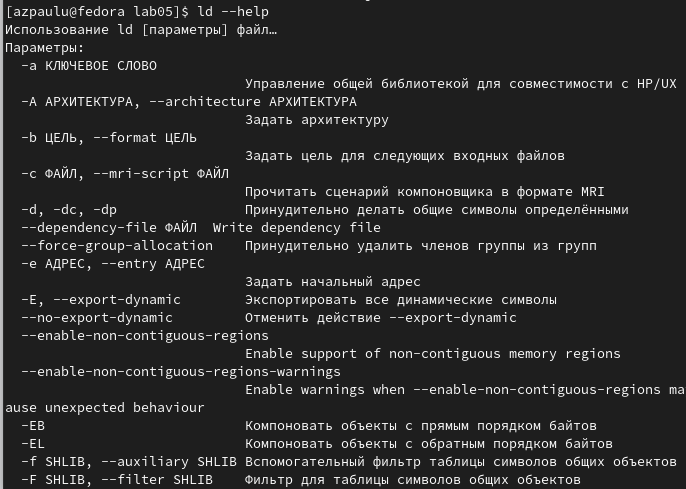 [azpaulu@fedora lab05]$ ld --help
Использование ld [параметры] файл…
Параметры:
-a КЛЮЧЕВОЕ СЛОВО
Управление общей библиотекой для совместимости с HP/UX
-A АРХИТЕКТУРА, --architecture АРХИТЕКТУРА
Задать архитектуру
-b ЦЕЛЬ, --format ЦЕЛЬ
Задать цель для следующих входных файлов
-c ФАЙЛ, --mri-script ФАЙЛ
Прочитать сценарий компоновщика в формате MRI
-d, -dc, -dp Принудительно делать общие символы определёнными
--dependency-file ФАЙЛ Write dependency file
--force-group-allocation Принудительно удалить членов группы из групп
-e АДРЕС, --entry АДРЕС
Задать начальный адрес
-E, --export-dynamic Экспортировать все динамические символы
--no-export-dynamic Отменить действие --export-dynamic
--enable-non-contiguous-regions
Enable support of non-contiguous memory regions
--enable-non-contiguous-regions-warnings
Enable warnings when --enable-non-contiguous-regions ma
ause unexpected behaviour
-EB Компоновать объекты с прямым порядком байтов
-EL Компоновать объекты с обратным порядком байтов
-f SHLIB, --auxiliary SHLIB Вспомогательный фильтр таблицы символов общих объектов
-F SHLIB, --filter SHLIB Фильтр для таблицы символов общих объектов